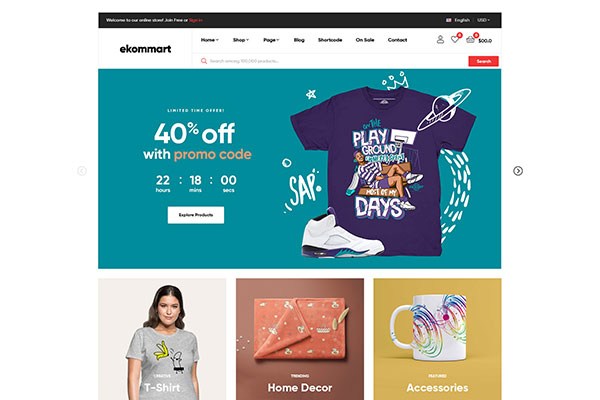 Welcome to our online store! Join Free or Sign in
English
USD
ekommart
Home
Shop
Page
Blog
Shortcode
On Sale
Contact
0
0
$00.0
Search among 100,000 products...
Search
LIMITED TIME OFFER!
40% off
with promo code
22 : 18 : 00
hours mins secs
Explore Products
SAP.
ON THE
PLAY
GROUND
MOST OF MY
DAYS
T-Shirt
TRENDING
Home Decor
FEATURED
Accessories